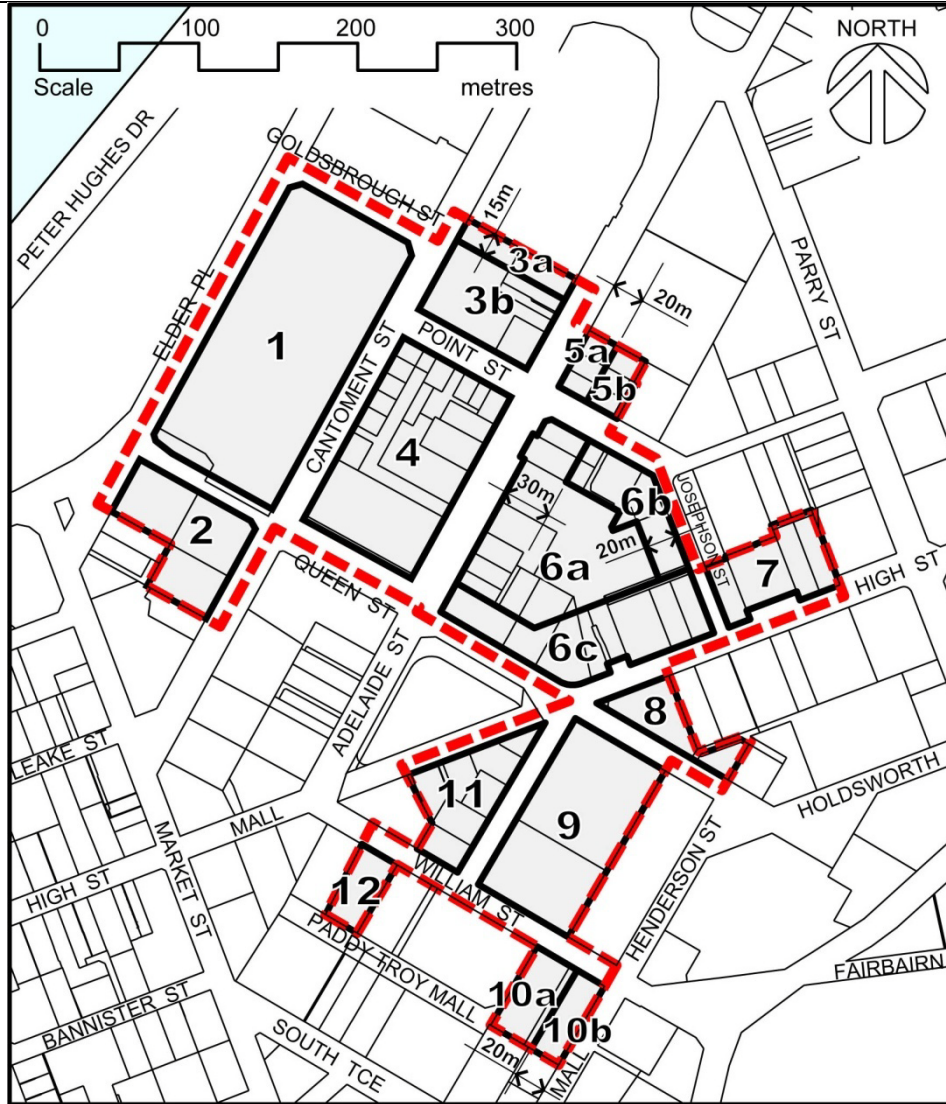 0 100 200 300
Scale metres
NORTH
PETER HUGHES DR
GOLDSBROUGH ST
15m
3a
3b
20m
PARRY ST
ELDER PL
1
CANTOMENT ST
POINT ST
5a
5b
4
30m
6b
20m
JOSEPHSON ST
6a
7
HIGH ST
2
QUEEN ST
6c
8
ADELAIDE ST
LEAKE ST
11
9
HOLDSWORTH
MALL
HIGH ST
MARKET ST
WILLIAM ST
HENDERSON ST
12
PADDY TROY MALL
FAIRBAIRN
10a
10b
BANNISTER ST
SOUTH TCE
20m
MALL